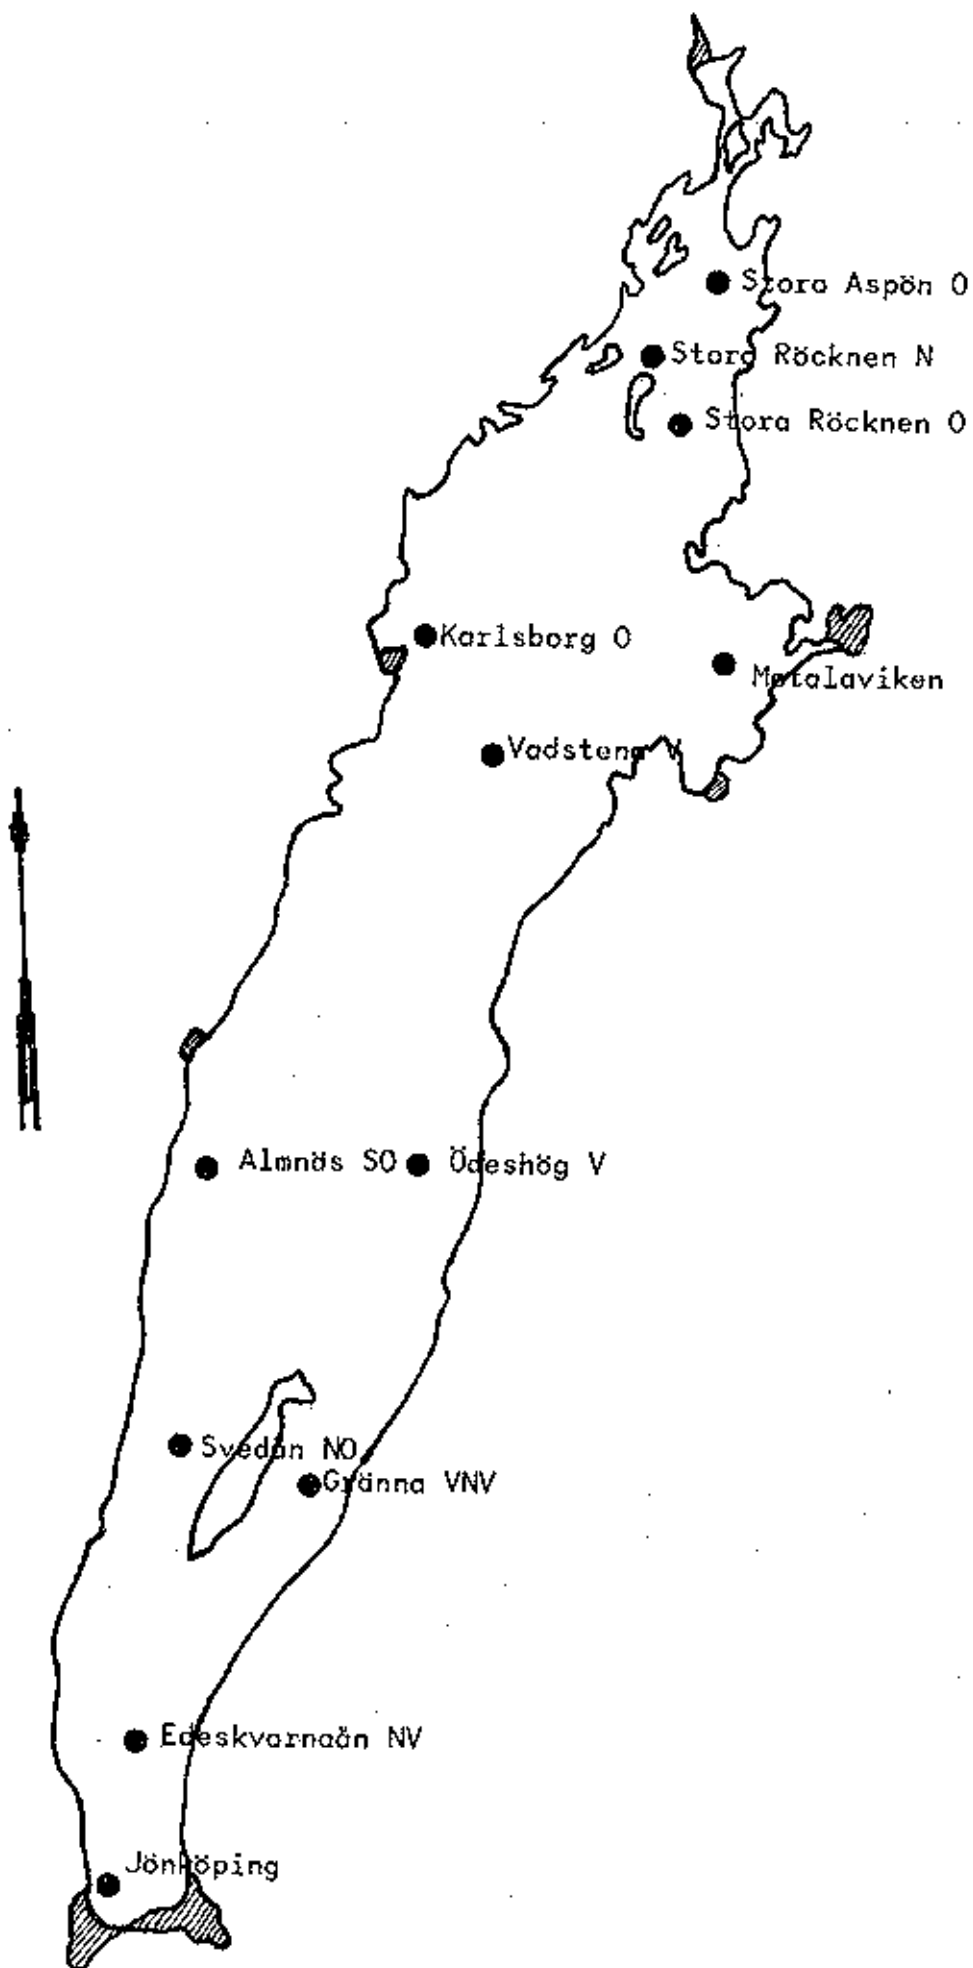 Stora Aspön O
Stora Röcknen N
Stora Röcknen O
Karlsborg O
Motalaviken
Vadstena V
Almnäs SO
Ödeshög V
Svedån NO
Gränna VNV
Edeskvarnaån NV
Jönköping